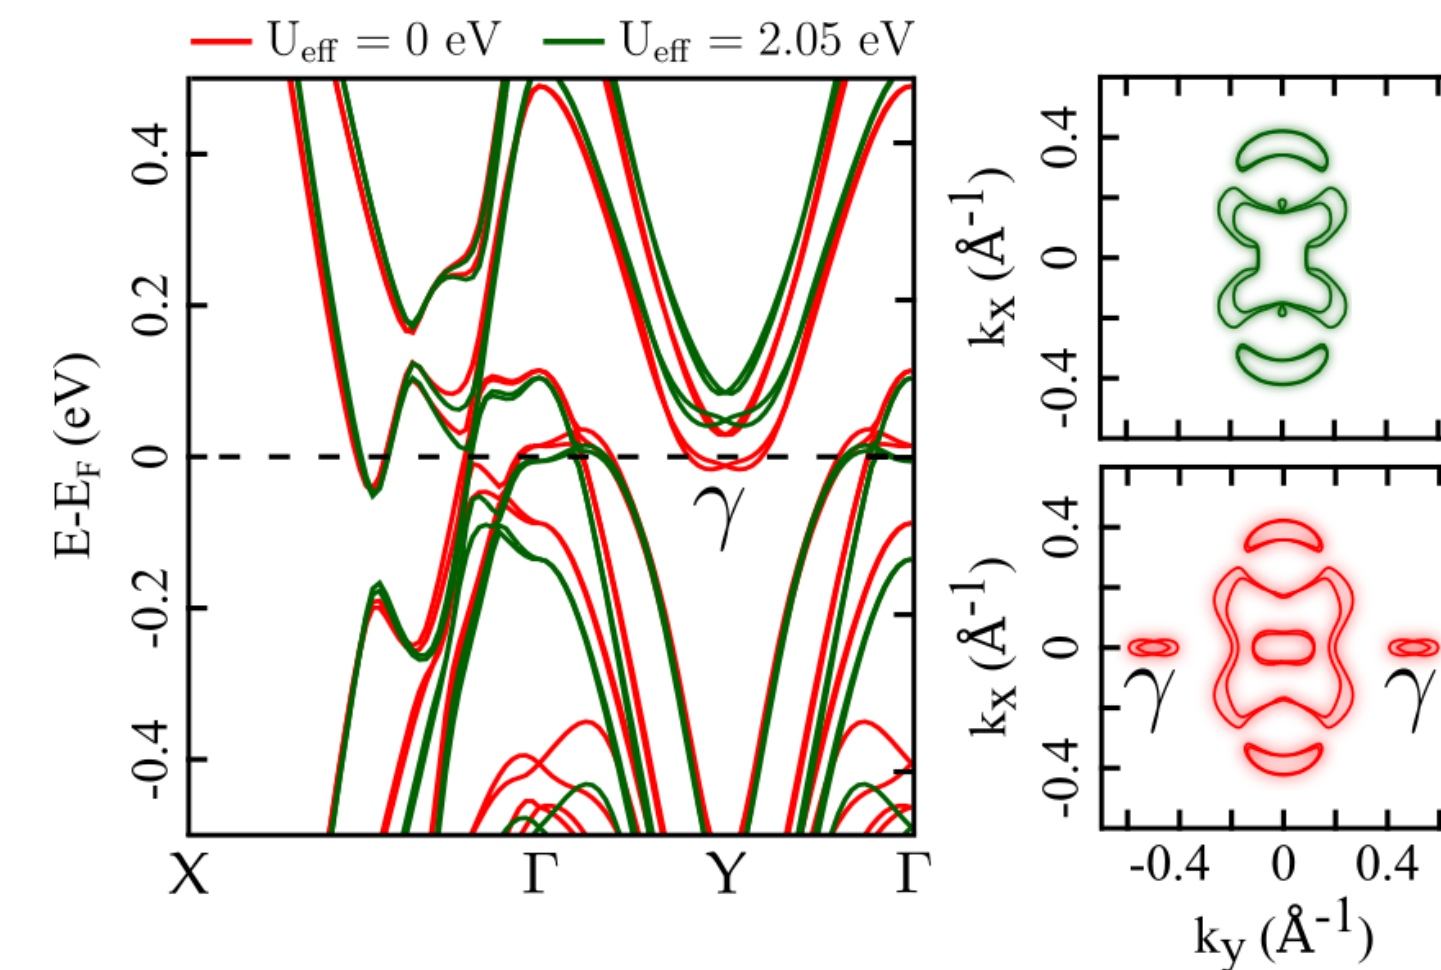 U_eff = 0 eV U_eff = 2.05 eV
E-E_F (eV)
0.4
0.2
0
-0.2
-0.4
γ
X Γ Y Γ
k_x (Å^-1)
0.4
0
-0.4
k_x (Å^-1)
0.4
0
-0.4
γ γ
-0.4 0 0.4
k_y (Å^-1)